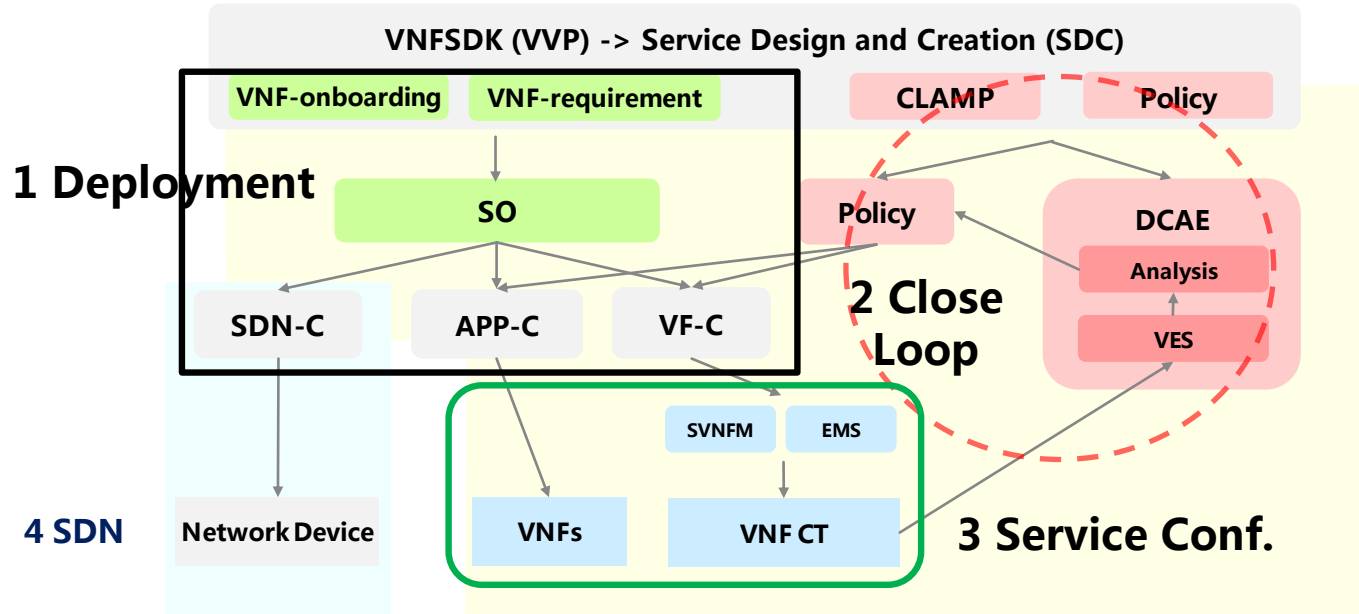 VNFSDK (VVP) -> Service Design and Creation (SDC)
VNF-onboarding
VNF-requirement
CLAMP
Policy
1 Deployment
SO
Policy
DCAE
Analysis
SDN-C
APP-C
VF-C
2 Close
Loop
VES
SVNFM
EMS
4 SDN
Network Device
VNFs
VNF CT
3 Service Conf.